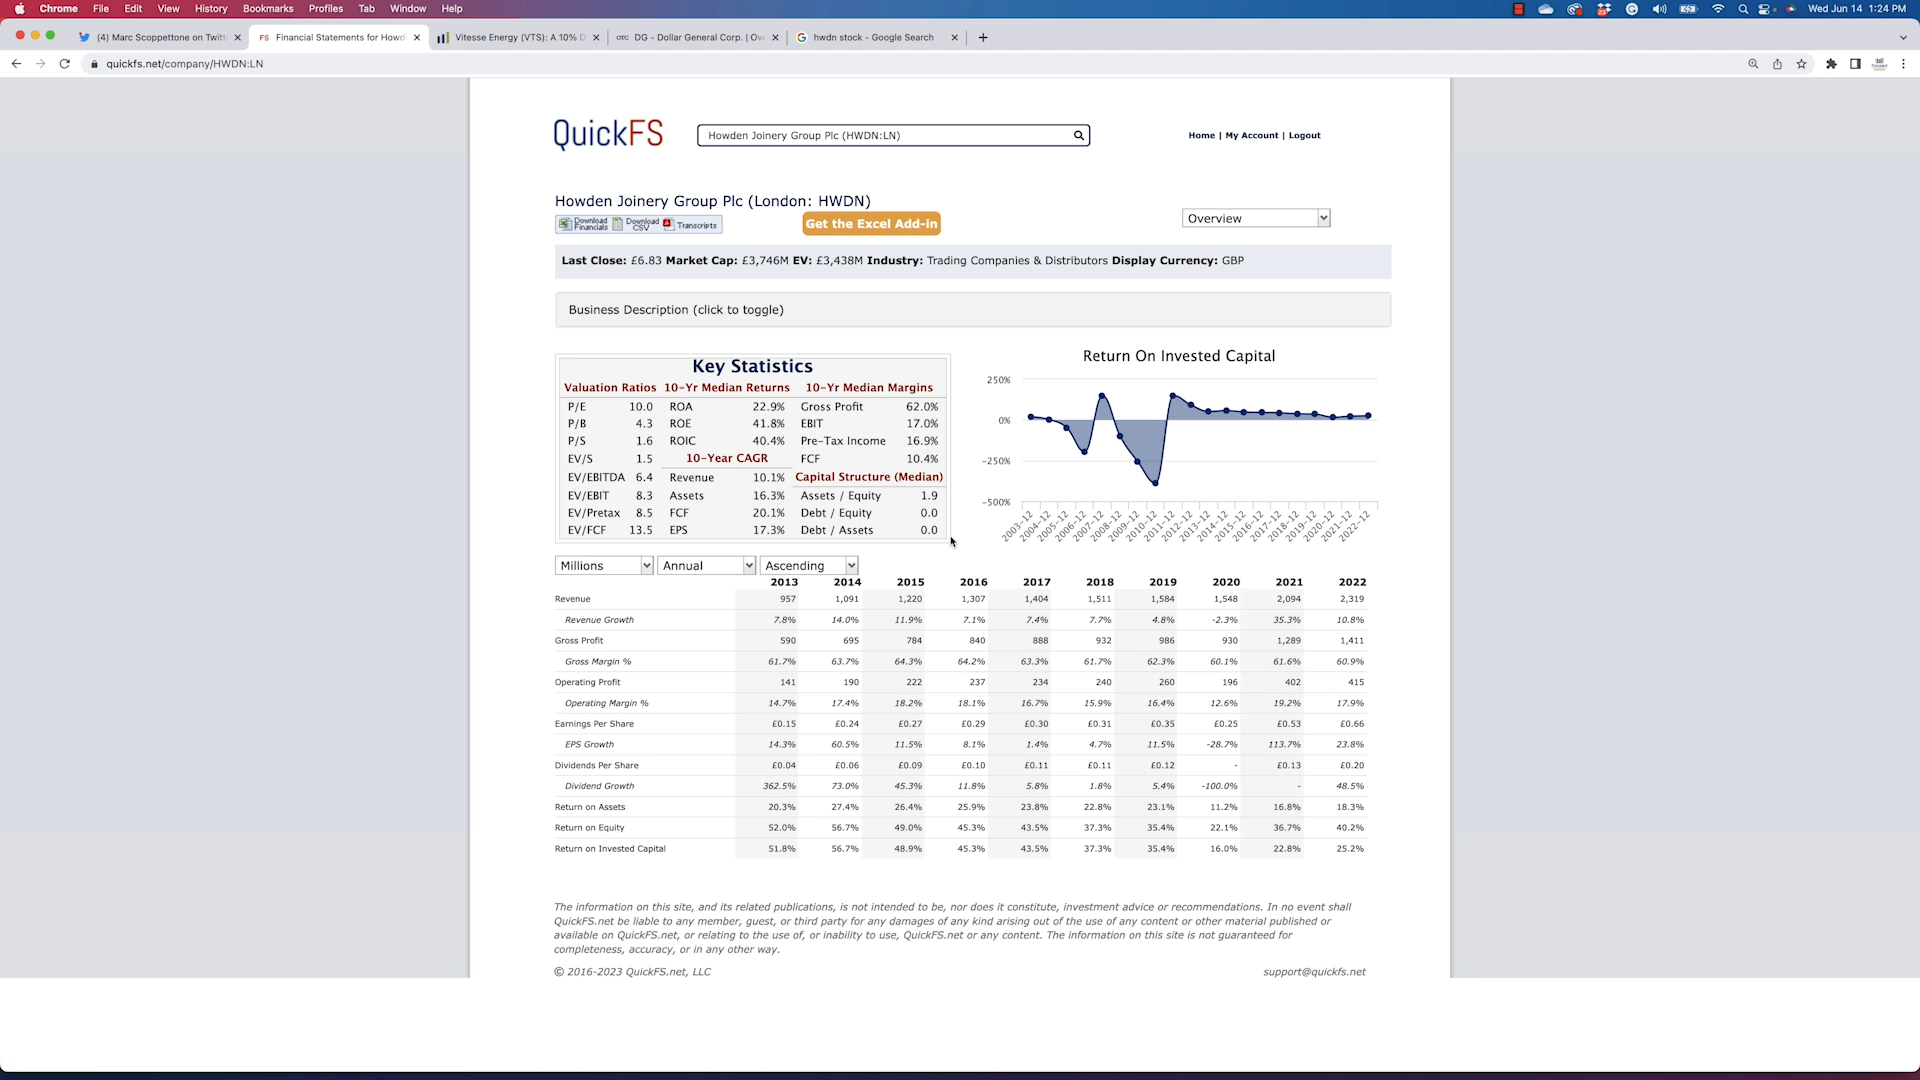 Chrome File Edit View History Bookmarks Profiles Tab Window Help Wed Jun 14 1:24 PM
(4) Marc Scoppettone on Twitt FS Financial Statements for Howd Vitesse Energy (VTS): A 10% D OTC DG - Dollar General Corp. | Ove hwdn stock - Google Search
quickfs.net/company/HWDN:LN
QuickFS Howden Joinery Group Plc (HWDN:LN) Home | My Account | Logout
Howden Joinery Group Plc (London: HWDN)
Download Financials Download CSV Transcripts Get the Excel Add-in Overview
Last Close: £6.83 Market Cap: £3,746M EV: £3,438M Industry: Trading Companies & Distributors Display Currency: GBP
Business Description (click to toggle)
Key Statistics
Valuation Ratios 10-Yr Median Returns 10-Yr Median Margins
P/E 10.0 ROA 22.9% Gross Profit 62.0%
P/B 4.3 ROE 41.8% EBIT 17.0%
P/S 1.6 ROIC 40.4% Pre-Tax Income 16.9%
EV/S 1.5 10-Year CAGR FCF 10.4%
EV/EBITDA 6.4 Revenue 10.1% Capital Structure (Median)
EV/EBIT 8.3 Assets 16.3% Assets / Equity 1.9
EV/Pretax 8.5 FCF 20.1% Debt / Equity 0.0
EV/FCF 13.5 EPS 17.3% Debt / Assets 0.0
Return On Invested Capital
250%
0%
-250%
-500%
2003-12 2004-12 2005-12 2006-12 2007-12 2008-12 2009-12 2010-12 2011-12 2012-12 2013-12 2014-12 2015-12 2016-12 2017-12 2018-12 2019-12 2020-12 2021-12 2022-12
Millions Annual Ascending
2013 2014 2015 2016 2017 2018 2019 2020 2021 2022
Revenue 957 1,091 1,220 1,307 1,404 1,511 1,584 1,548 2,094 2,319
Revenue Growth 7.8% 14.0% 11.9% 7.1% 7.4% 7.7% 4.8% -2.3% 35.3% 10.8%
Gross Profit 590 695 784 840 888 932 986 930 1,289 1,411
Gross Margin % 61.7% 63.7% 64.3% 64.2% 63.3% 61.7% 62.3% 60.1% 61.6% 60.9%
Operating Profit 141 190 222 237 234 240 260 196 402 415
Operating Margin % 14.7% 17.4% 18.2% 18.1% 16.7% 15.9% 16.4% 12.6% 19.2% 17.9%
Earnings Per Share £0.15 £0.24 £0.27 £0.29 £0.30 £0.31 £0.35 £0.25 £0.53 £0.66
EPS Growth 14.3% 60.5% 11.5% 8.1% 1.4% 4.7% 11.5% -28.7% 113.7% 23.8%
Dividends Per Share £0.04 £0.06 £0.09 £0.10 £0.11 £0.11 £0.12 - £0.13 £0.20
Dividend Growth 362.5% 73.0% 45.3% 11.8% 5.8% 1.8% 5.4% -100.0% - 48.5%
Return on Assets 20.3% 27.4% 26.4% 25.9% 23.8% 22.8% 23.1% 11.2% 16.8% 18.3%
Return on Equity 52.0% 56.7% 49.0% 45.3% 43.5% 37.3% 35.4% 22.1% 36.7% 40.2%
Return on Invested Capital 51.8% 56.7% 48.9% 45.3% 43.5% 37.3% 35.4% 16.0% 22.8% 25.2%
The information on this site, and its related publications, is not intended to be, nor does it constitute, investment advice or recommendations. In no event shall
QuickFS.net be liable to any member, guest, or third party for any damages of any kind arising out of the use of any content or other material published or
available on QuickFS.net, or relating to the use of, or inability to use, QuickFS.net or any content. The information on this site is not guaranteed for
completeness, accuracy, or in any other way.
© 2016-2023 QuickFS.net, LLC support@quickfs.net